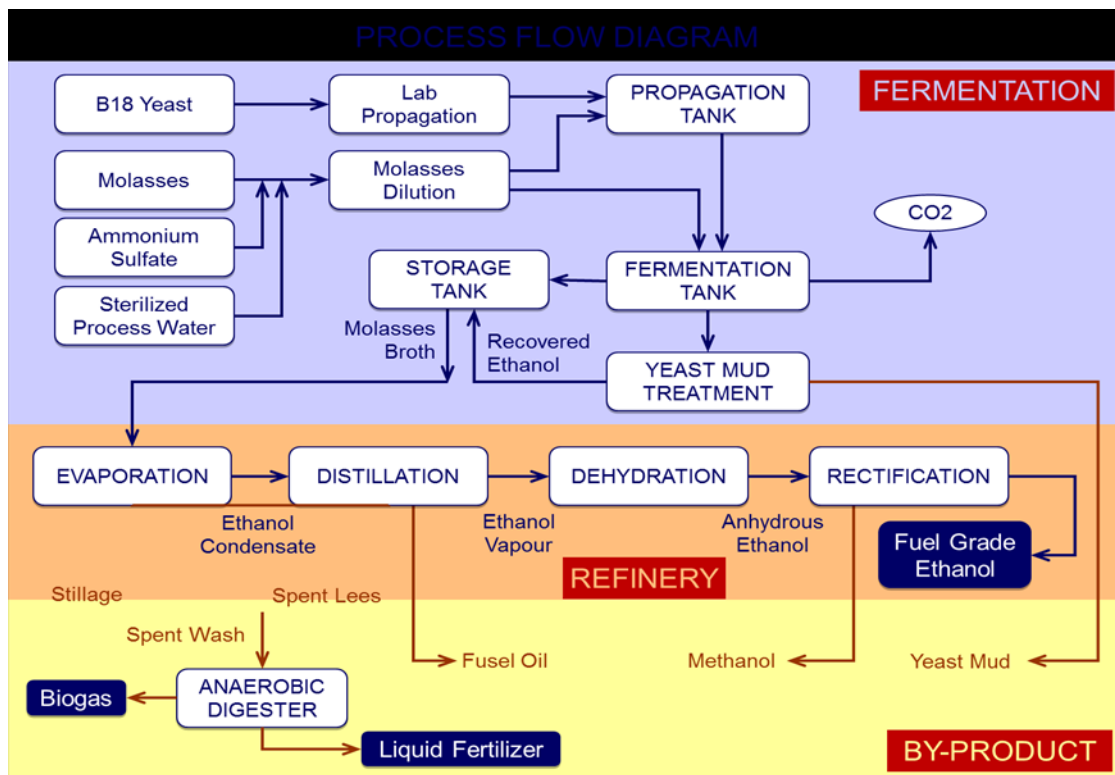 PROCESS FLOW DIAGRAM
FERMENTATION
B18 Yeast
Lab
Propagation
PROPAGATION
TANK
Molasses
Molasses
Dilution
CO2
Ammonium
Sulfate
STORAGE
TANK
FERMENTATION
TANK
Sterilized
Process Water
Molasses
Broth
Recovered
Ethanol
YEAST MUD
TREATMENT
EVAPORATION
DISTILLATION
DEHYDRATION
RECTIFICATION
Ethanol
Condensate
Ethanol
Vapour
Anhydrous
Ethanol
Fuel Grade
Ethanol
REFINERY
Stillage
Spent Lees
Spent Wash
Fusel Oil
Methanol
Yeast Mud
Biogas
ANAEROBIC
DIGESTER
Liquid Fertilizer
BY-PRODUCT